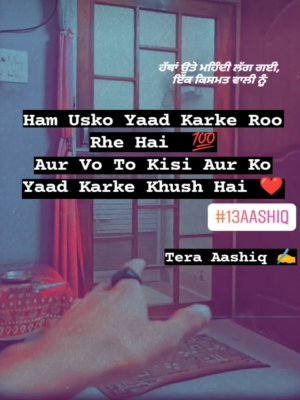 ਹੱਥਾਂ ਉੱਤੇ ਮਹਿੰਦੀ ਲੱਗ ਗਈ,
ਇੱਕ ਕਿਸਮਤ ਵਾਲੀ ਨੂੰ
Ham Usko Yaad Karke Roo
Rhe Hai 💯
Aur Vo To Kisi Aur Ko
Yaad Karke Khush Hai ❤️
#13AASHIQ
Tera Aashiq ✍️